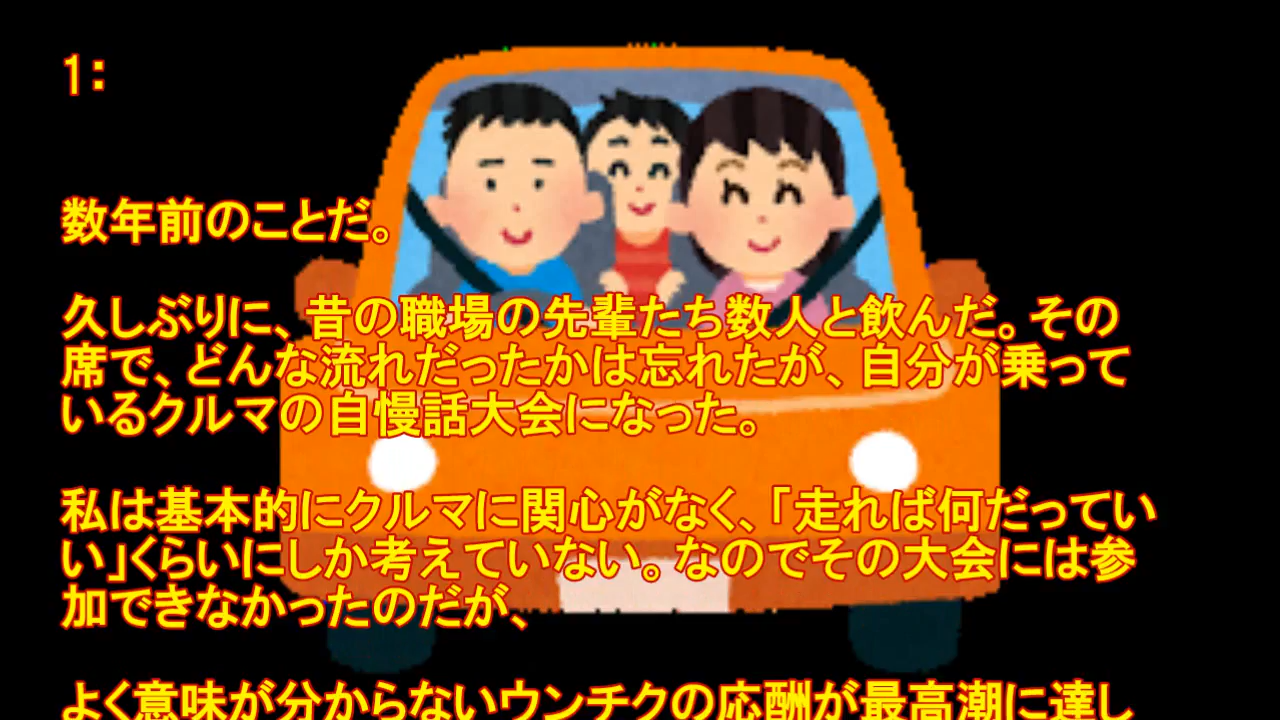 1：
数年前のことだ。
久しぶりに、昔の職場の先輩たち数人と飲んだ。その
席で、どんな流れだったかは忘れたが、自分が乗って
いるクルマの自慢話大会になった。
私は基本的にクルマに関心がなく、「走れば何だってい
い」くらいにしか考えていない。なのでその大会には参
加できなかったのだが、
よく意味が分からないウンチクの応酬が最高潮に達し